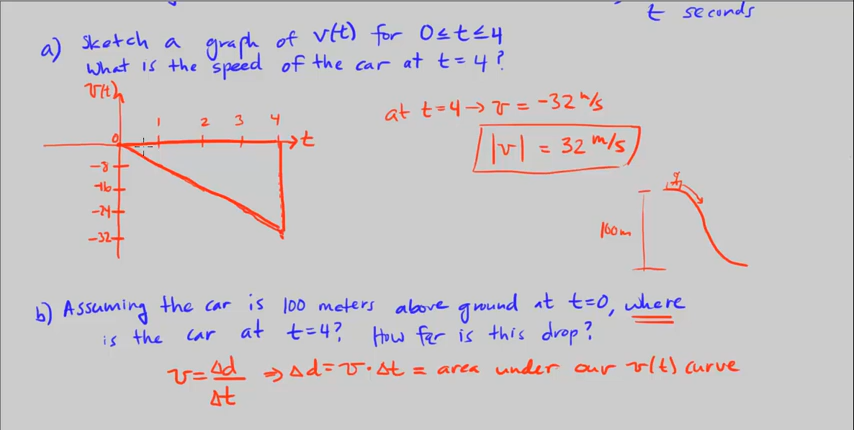 t seconds
a) Sketch a graph of v(t) for 0≤t≤4
What is the speed of the car at t=4?
v(t)
0 1 2 3 4 t
-8
-16
-24
-32
at t=4 → v = -32 m/s
|v| = 32 m/s
100m
b) Assuming the car is 100 meters above ground at t=0, where
is the car at t=4? How far is this drop?
v = Δd/Δt ⇒ Δd = v·Δt = area under our v(t) curve